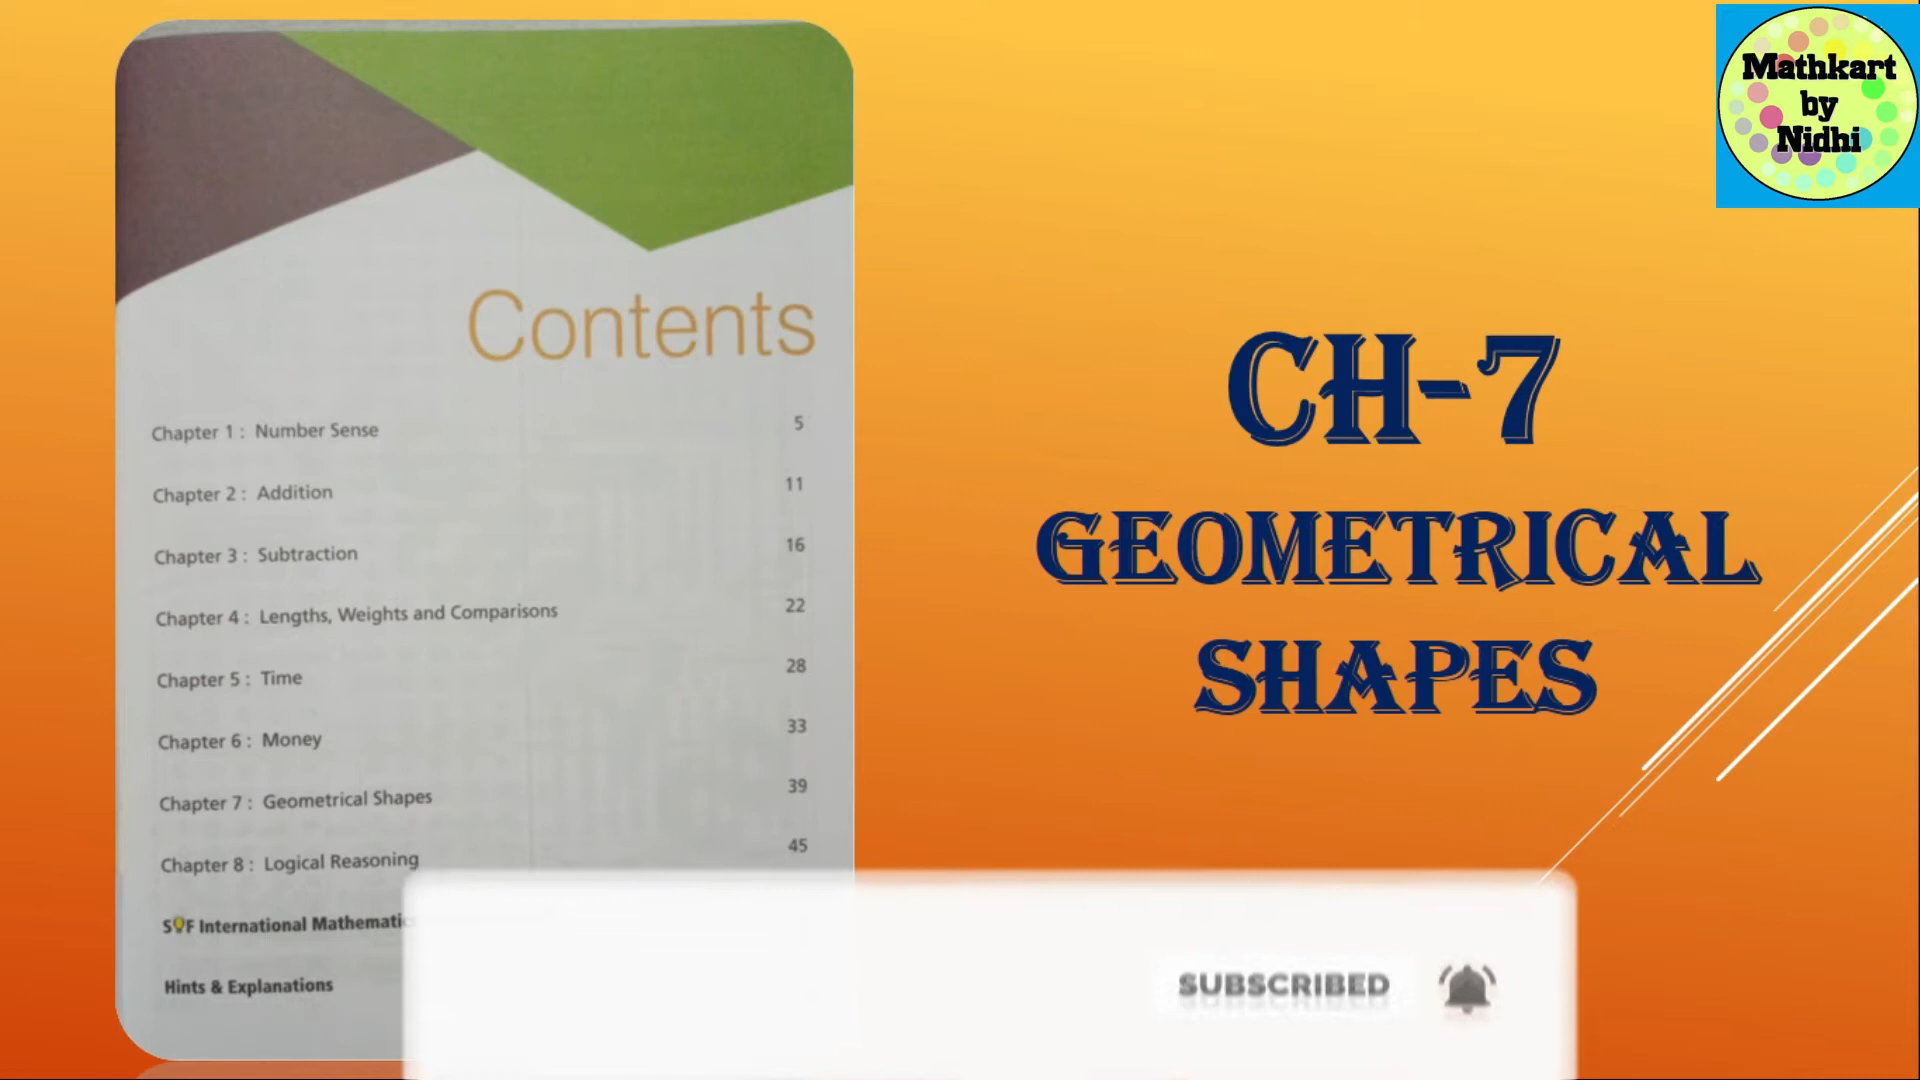 Contents
Chapter 1 : Number Sense 5
Chapter 2 : Addition 11
Chapter 3 : Subtraction 16
Chapter 4 : Lengths, Weights and Comparisons 22
Chapter 5 : Time 28
Chapter 6 : Money 33
Chapter 7 : Geometrical Shapes 39
Chapter 8 : Logical Reasoning 45
SOF International
Hints & Explanations
Mathkart
by
Nidhi
CH-7
GEOMETRICAL
SHAPES
SUBSCRIBED